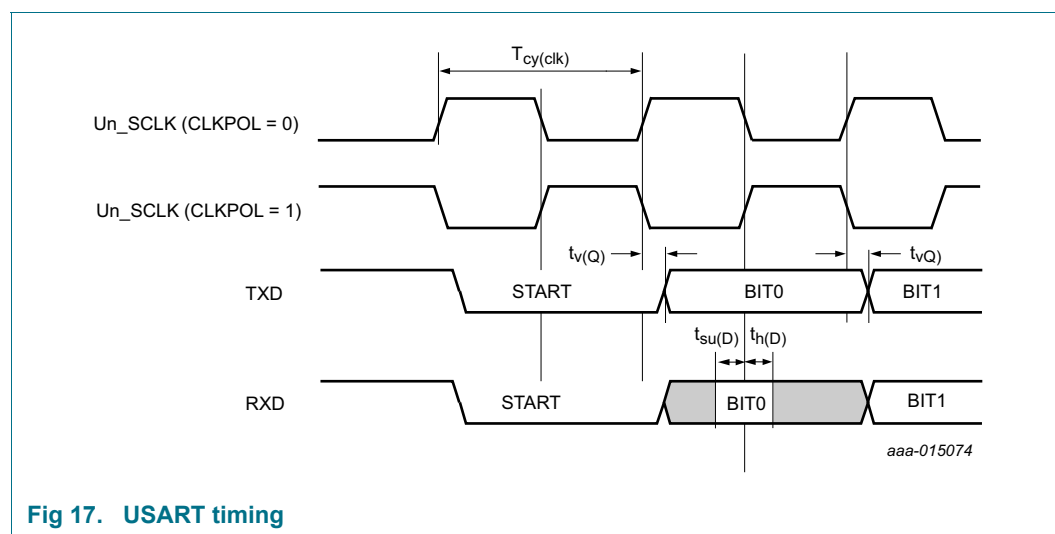 Tcy(clk)
Un_SCLK (CLKPOL = 0)
Un_SCLK (CLKPOL = 1)
tv(Q)
tvQ)
TXD
START
BIT0
BIT1
tsu(D)
th(D)
RXD
START
BIT0
BIT1
aaa-015074
Fig 17. USART timing